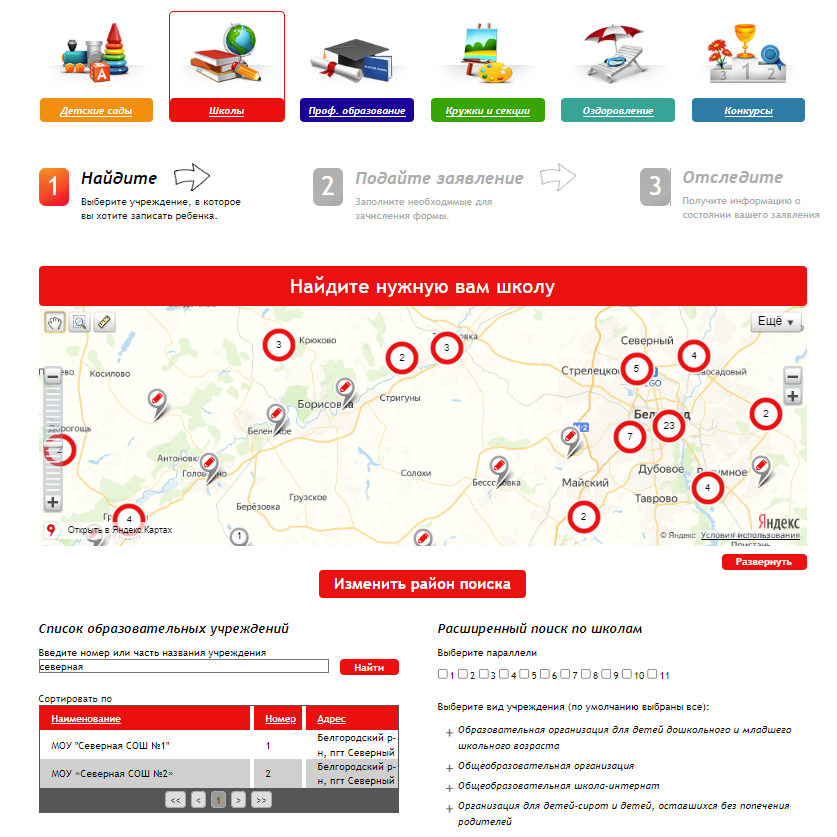 Детские сады
Школы
Проф. образование
Кружки и секции
Оздоровление
Конкурсы
1
Найдите
Выберите учреждение, в которое
вы хотите записать ребенка.
2
Подайте заявление
Заполните необходимые для
зачисления формы.
3
Отследите
Получите информацию о
состоянии вашего заявления
Найдите нужную вам школу
Ещё
3
Крюково
2
3
Северный
4
5
Стрелецкое
Косилово
Стригуны
Борисовка
2
23
7
М-2
Солохи
Майский
Дубовое
Таврово
4
2
Берёзовка
Грузское
4
1
Открыть в Яндекс.Картах
Яндекс
© Яндекс Условия использования
Развернуть
Изменить район поиска
Список образовательных учреждений
Введите номер или часть названия учреждения
северная
Найти
Сортировать по
Наименование Номер Адрес
МОУ "Северная СОШ №1" 1 Белгородский р-
н, пгт Северный
МОУ «Северная СОШ №2» 2 Белгородский р-
н, пгт Северный
<< < 1 > >>
Расширенный поиск по школам
Выберите параллели
1 2 3 4 5 6 7 8 9 10 11
Выберите вид учреждения (по умолчанию выбраны все):
+ Образовательная организация для детей дошкольного и младшего
школьного возраста
+ Общеобразовательная организация
+ Общеобразовательная школа-интернат
+ Организация для детей-сирот и детей, оставшихся без попечения
родителей